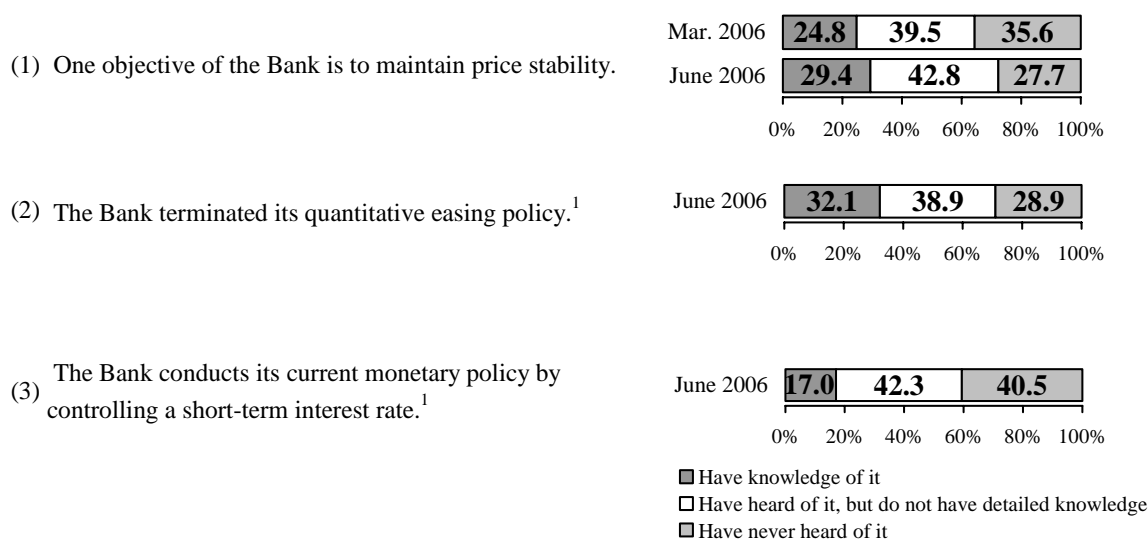 Mar. 2006 24.8 39.5 35.6
(1) One objective of the Bank is to maintain price stability.
June 2006 29.4 42.8 27.7
0% 20% 40% 60% 80% 100%
(2) The Bank terminated its quantitative easing policy.1
June 2006 32.1 38.9 28.9
0% 20% 40% 60% 80% 100%
(3) The Bank conducts its current monetary policy by
controlling a short-term interest rate.1
June 2006 17.0 42.3 40.5
0% 20% 40% 60% 80% 100%
Have knowledge of it
Have heard of it, but do not have detailed knowledge
Have never heard of it